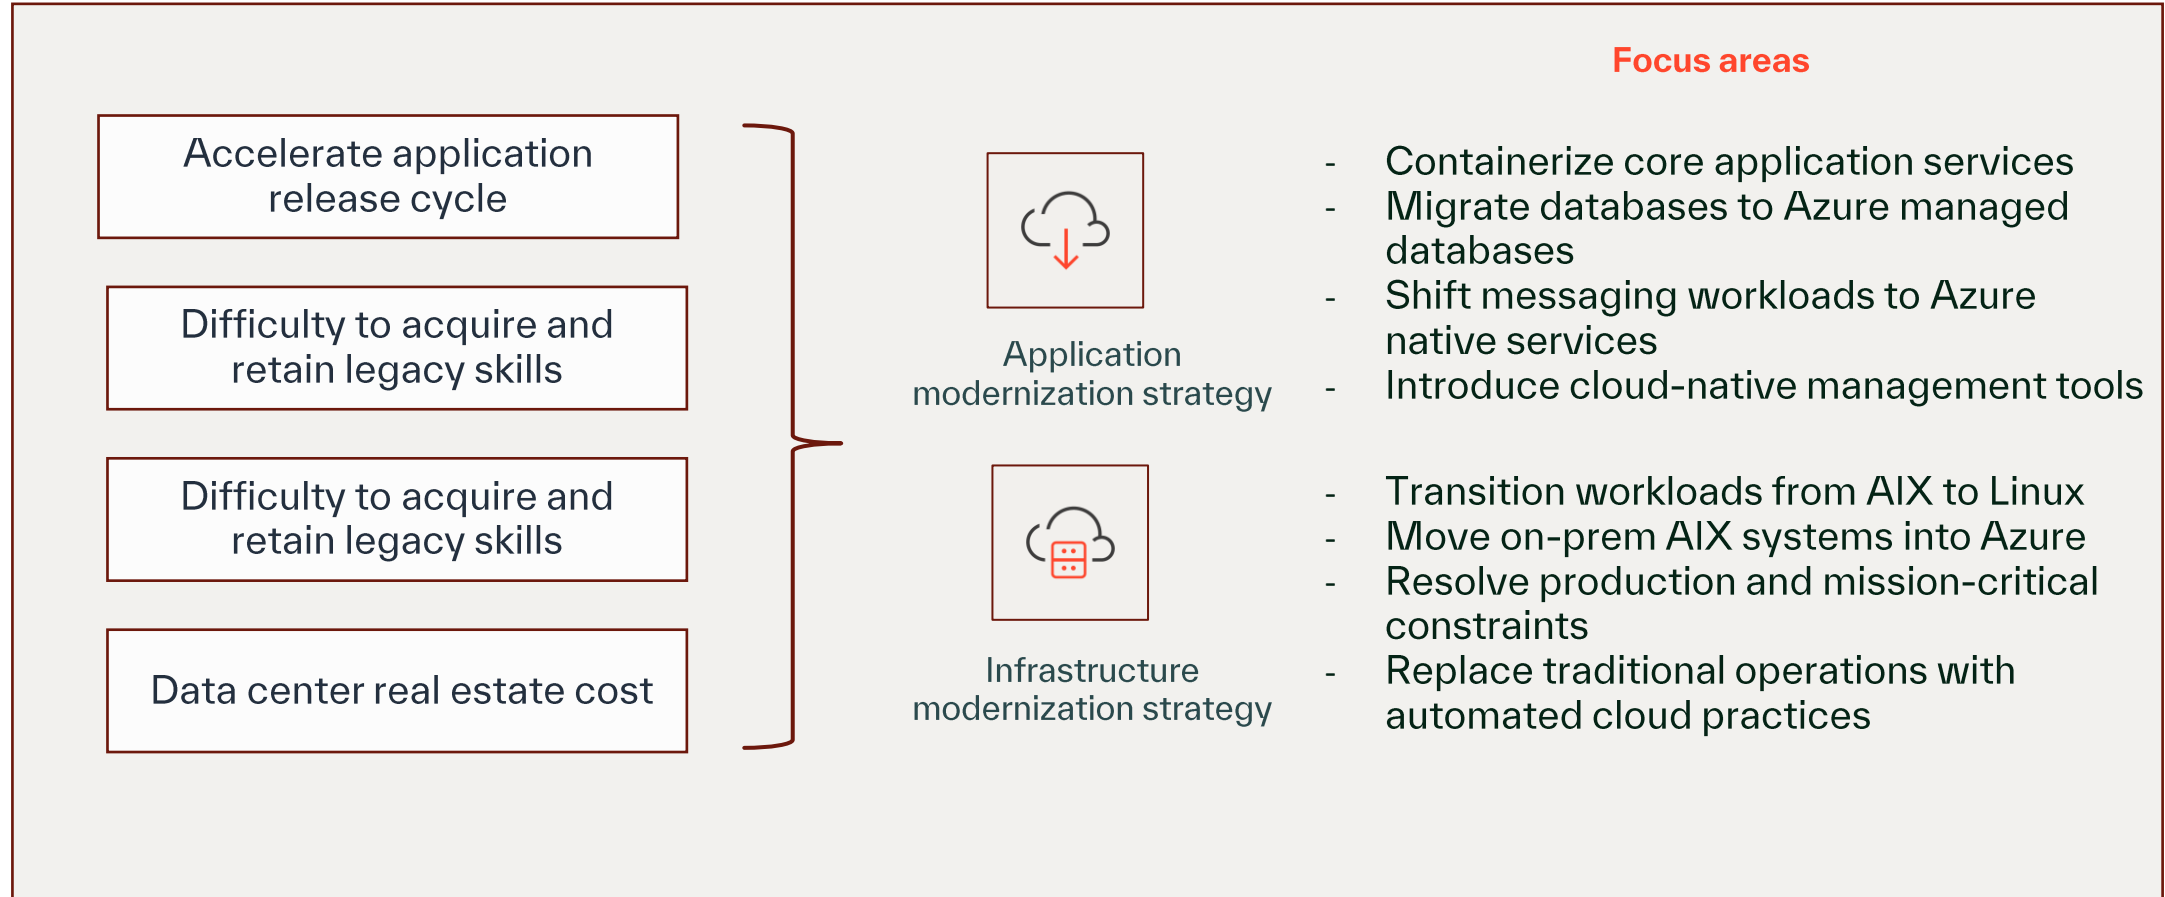 Focus areas
Accelerate application
release cycle
Difficulty to acquire and
retain legacy skills
Difficulty to acquire and
retain legacy skills
Data center real estate cost
Application
modernization strategy
- Containerize core application services
- Migrate databases to Azure managed
databases
- Shift messaging workloads to Azure
native services
- Introduce cloud-native management tools
Infrastructure
modernization strategy
- Transition workloads from AIX to Linux
- Move on-prem AIX systems into Azure
- Resolve production and mission-critical
constraints
- Replace traditional operations with
automated cloud practices